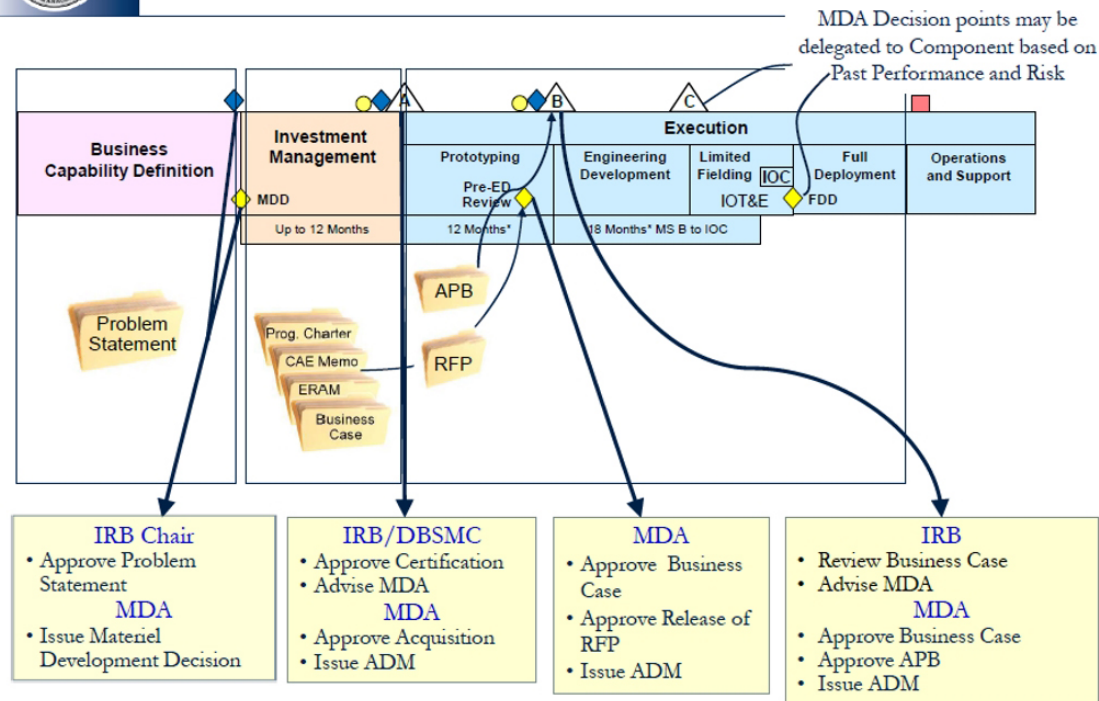 MDA Decision points may be
delegated to Component based on
Past Performance and Risk
A
B
C
Business
Capability Definition
Investment
Management
Execution
Prototyping
Engineering
Development
Limited
Fielding
IOC
Full
Deployment
Operations
and Support
Pre-ED
Review
IOT&E
FDD
MDD
Up to 12 Months
12 Months*
18 Months* MS B to IOC
Problem
Statement
Prog. Charter
CAE Memo
ERAM
Business
Case
APB
RFP
IRB Chair
• Approve Problem
Statement
MDA
• Issue Materiel
Development Decision
IRB/DBSMC
• Approve Certification
• Advise MDA
MDA
• Approve Acquisition
• Issue ADM
MDA
• Approve Business
Case
• Approve Release of
RFP
• Issue ADM
IRB
• Review Business Case
• Advise MDA
MDA
• Approve Business Case
• Approve APB
• Issue ADM